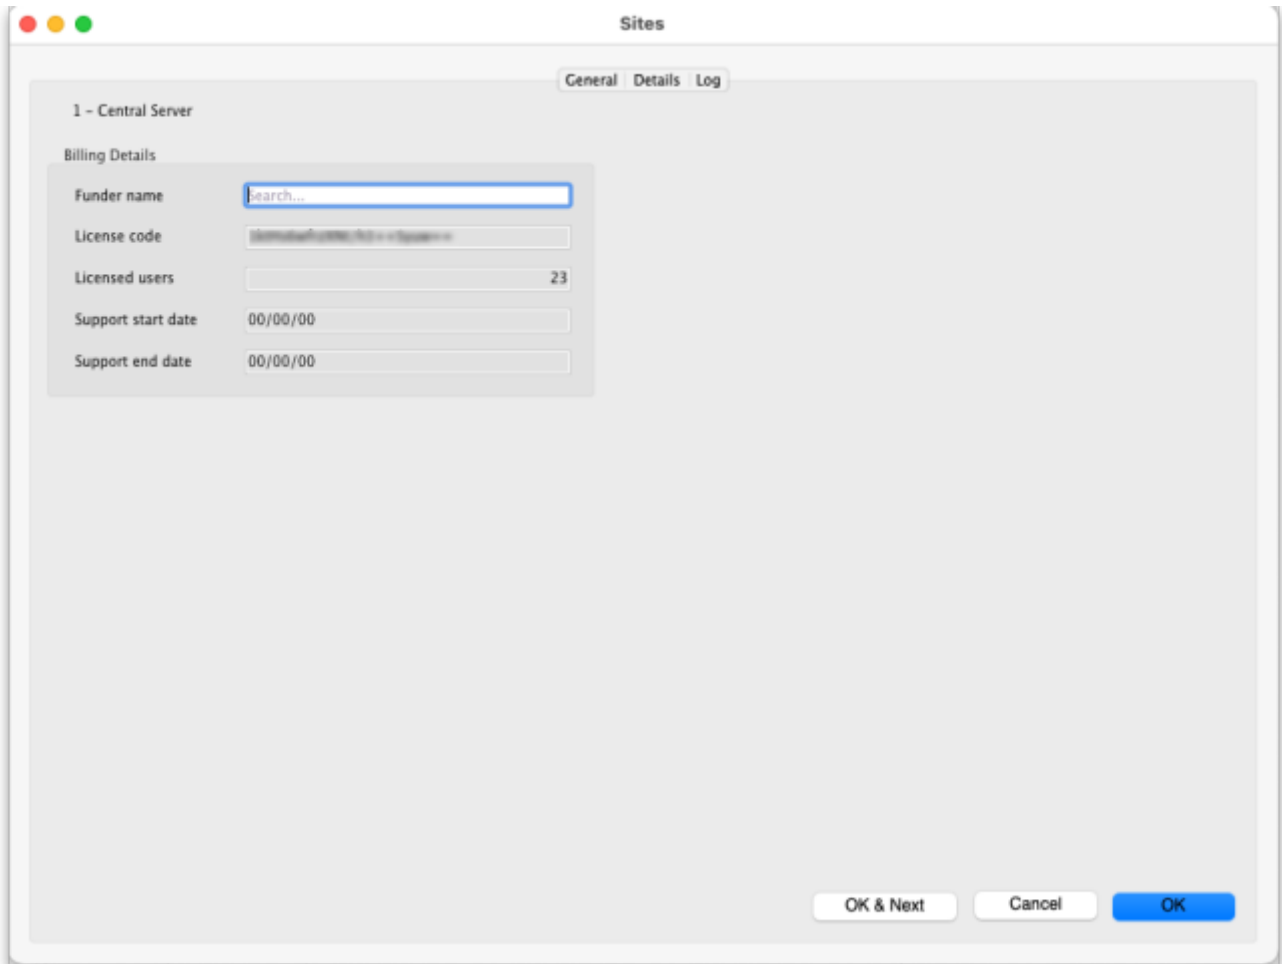 Sites
General Details Log
1 – Central Server
Billing Details
Funder name Search...
License code
Licensed users 23
Support start date 00/00/00
Support end date 00/00/00
OK & Next Cancel OK